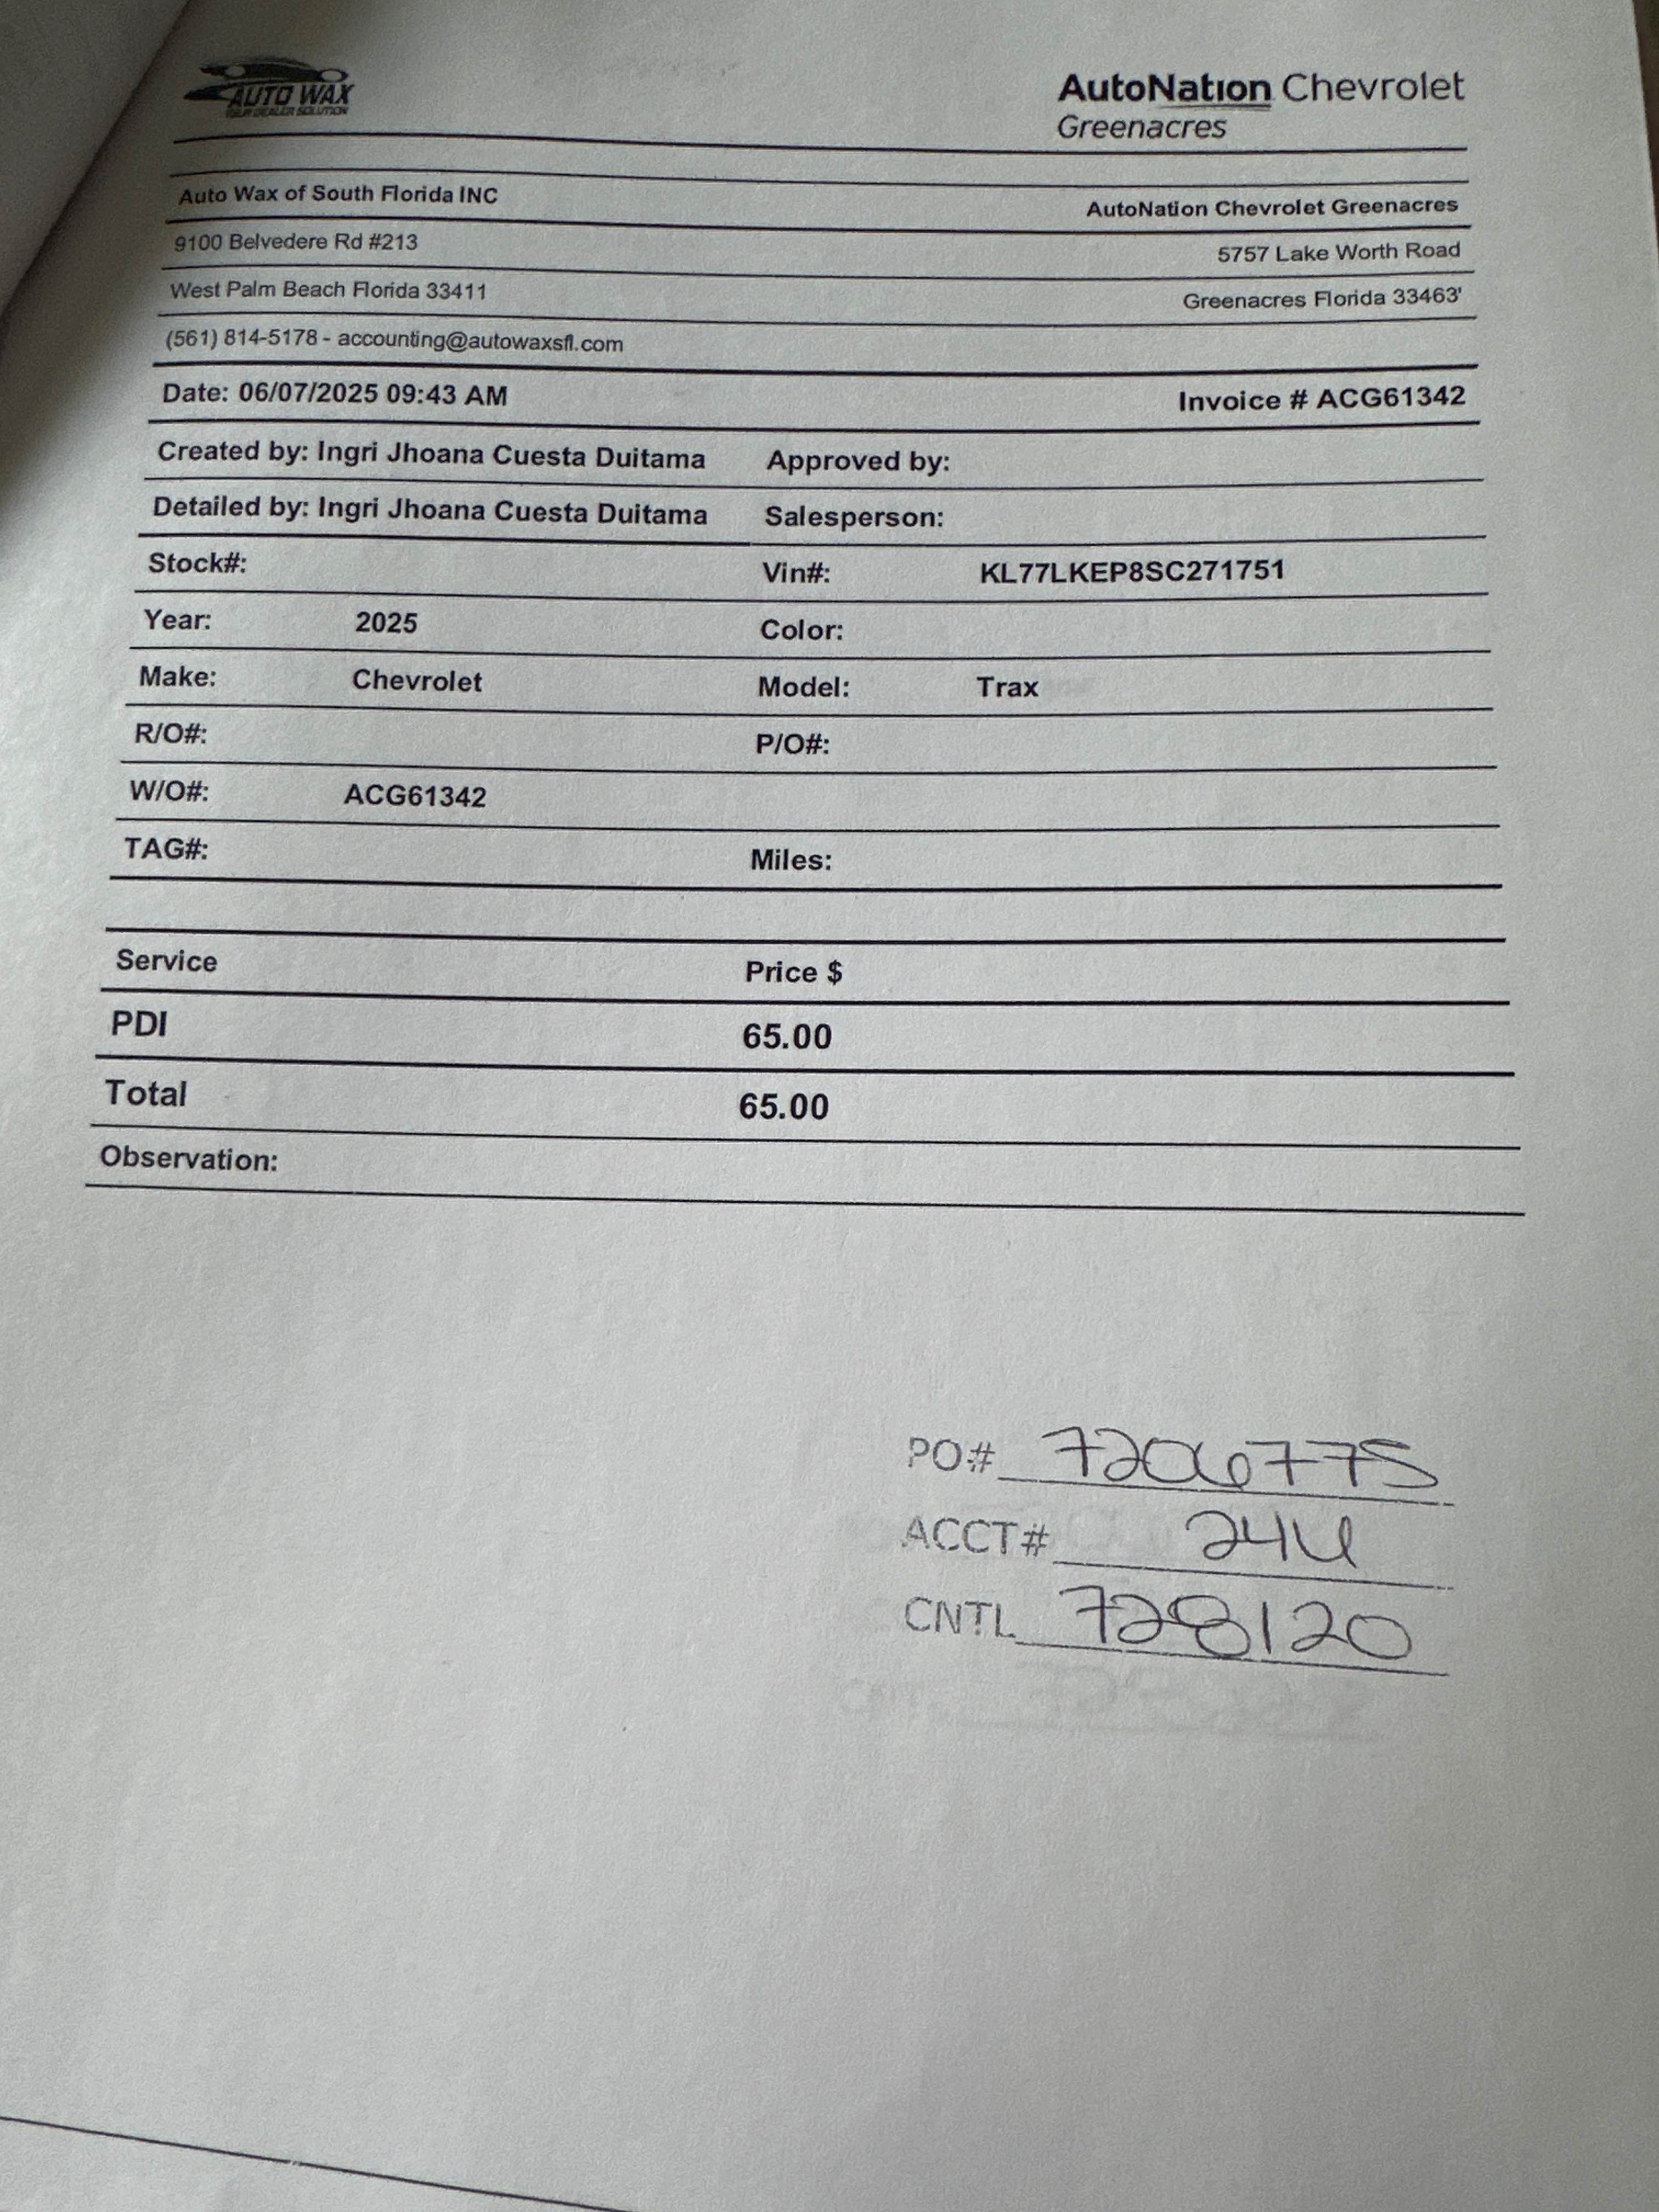 AUTO WAX
YOUR DEALER SOLUTION
AutoNation Chevrolet
Greenacres
Auto Wax of South Florida INC
AutoNation Chevrolet Greenacres
9100 Belvedere Rd #213
5757 Lake Worth Road
West Palm Beach Florida 33411
Greenacres Florida 33463'
(561) 814-5178 - accounting@autowaxsfl.com
Date: 06/07/2025 09:43 AM Invoice # ACG61342
Created by: Ingri Jhoana Cuesta Duitama Approved by:
Detailed by: Ingri Jhoana Cuesta Duitama Salesperson:
Stock#: Vin#: KL77LKEP8SC271751
Year: 2025 Color:
Make: Chevrolet Model: Trax
R/O#: P/O#:
W/O#: ACG61342
TAG#: Miles:
Service Price $
PDI 65.00
Total 65.00
Observation:
PO# 7206775
ACCT#
CNTL 728120